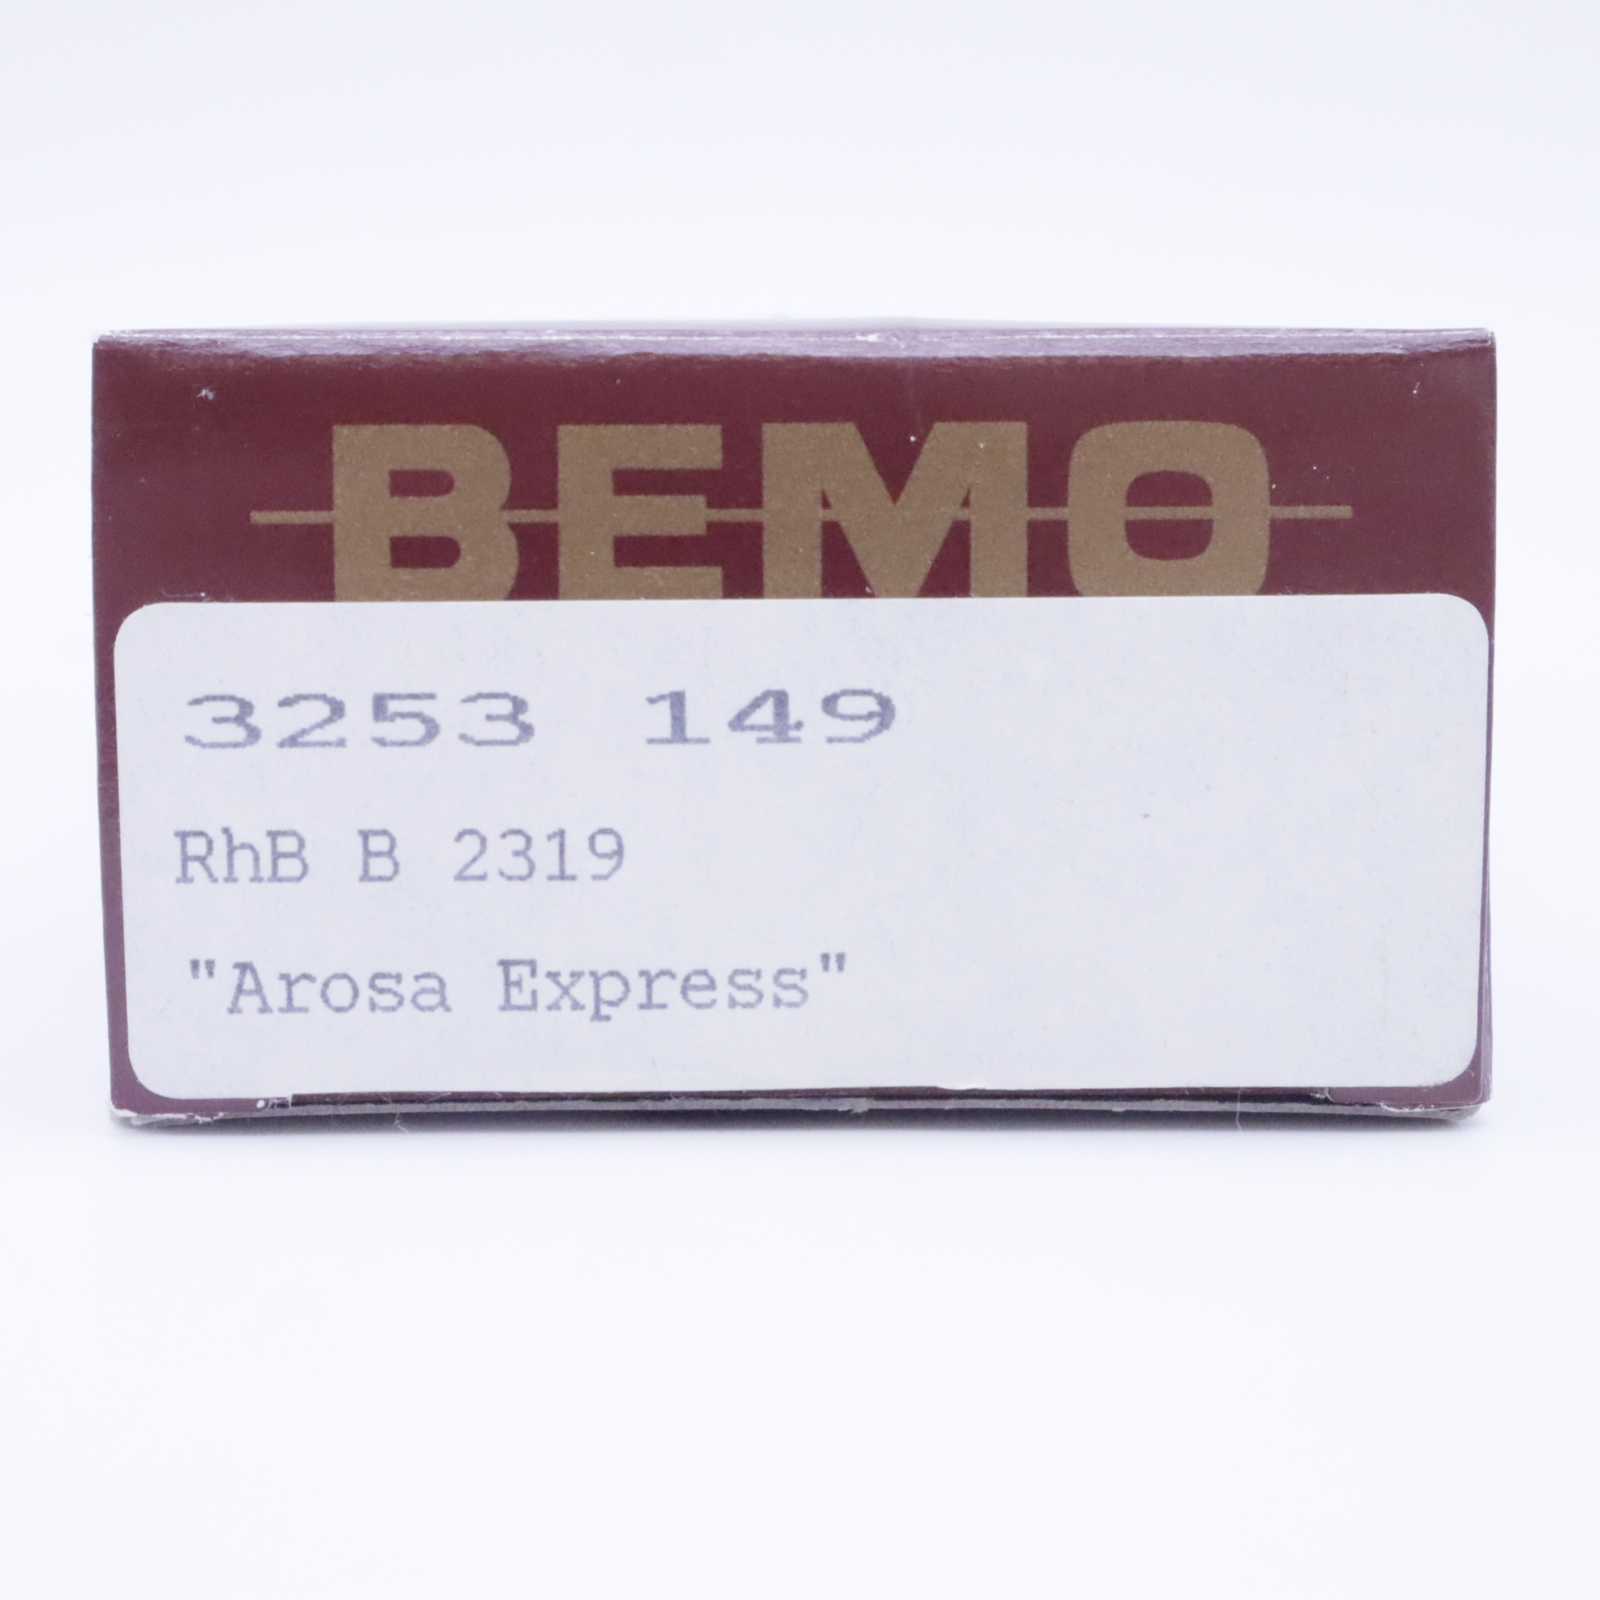 BEMO
3253 149
RhB B 2319
"Arosa Express"